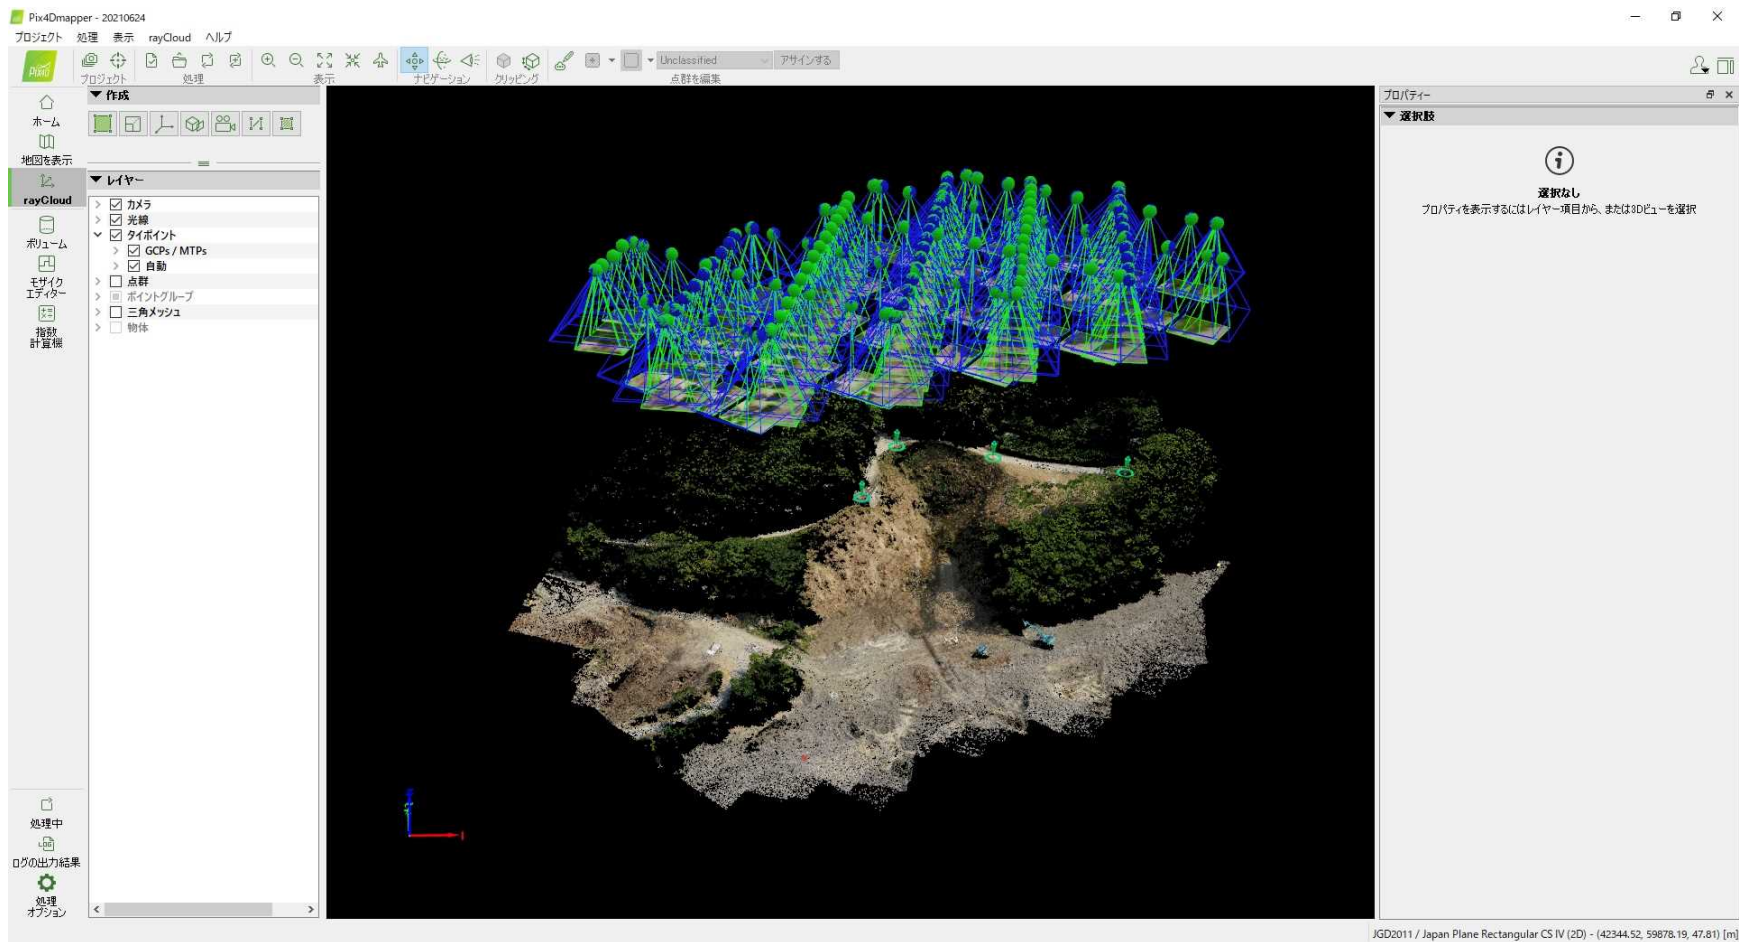 Pix4Dmapper - 20210624
プロジェクト 処理 表示 rayCloud ヘルプ
Unclassified アサインする
プロジェクト 処理 表示 ナビゲーション クリッピング 点群を編集
ホーム
地図を表示
rayCloud
ボリューム
モザイク
エディター
指数
計算機
処理中
ログの出力結果
処理
オプション
作成
レイヤー
カメラ
光線
タイポイント
GCPs / MTPs
自動
点群
ポイントグループ
三角メッシュ
物体
プロパティー
選択肢
選択なし
プロパティを表示するにはレイヤー項目から、または3Dビューを選択
JGD2011 / Japan Plane Rectangular CS IV (2D) - (42344.52, 59878.19, 47.81) [m]